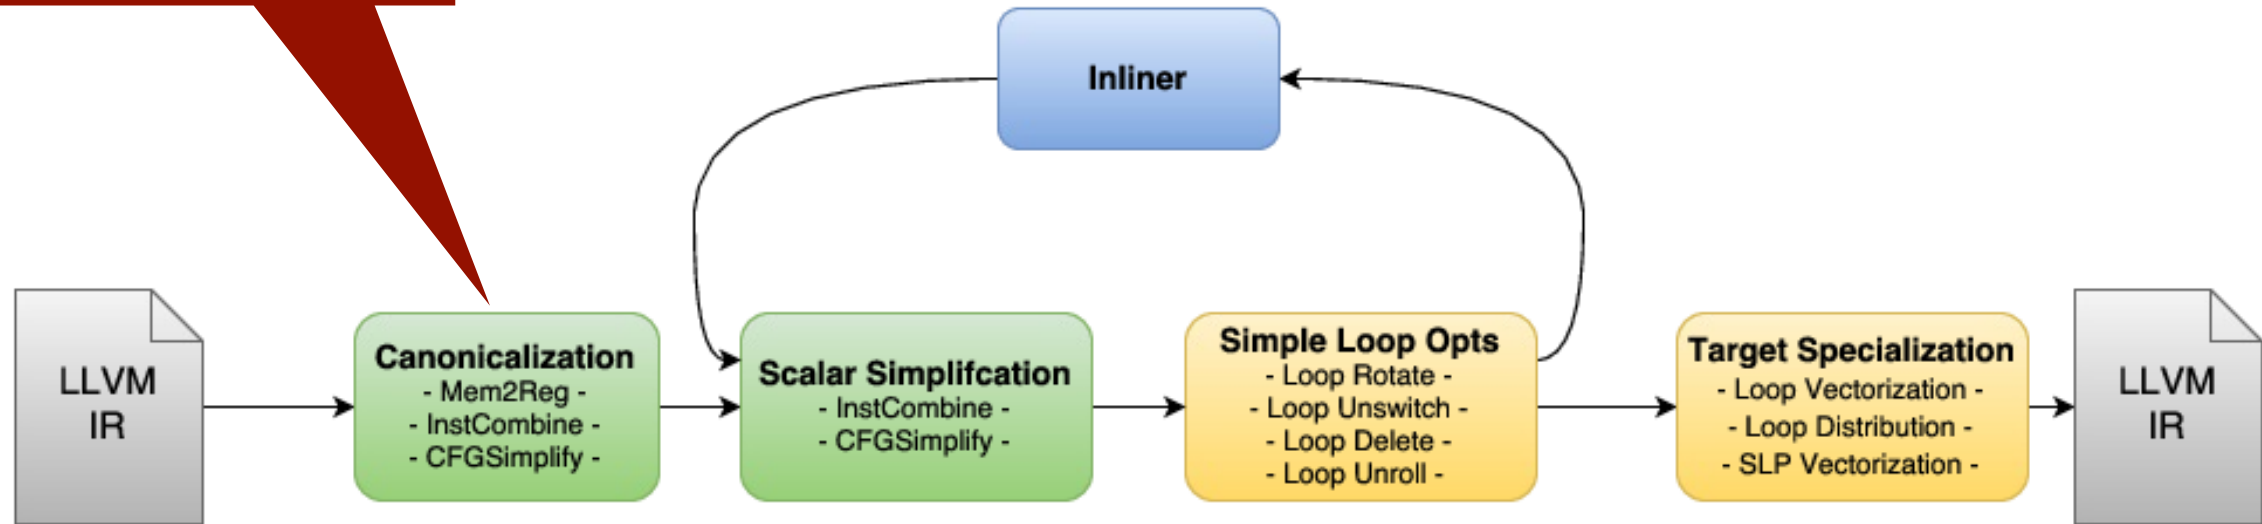 Inliner
LLVM
IR
Canonicalization
- Mem2Reg -
- InstCombine -
- CFGSimplify -
Scalar Simplifcation
- InstCombine -
- CFGSimplify -
Simple Loop Opts
- Loop Rotate -
- Loop Unswitch -
- Loop Delete -
- Loop Unroll -
Target Specialization
- Loop Vectorization -
- Loop Distribution -
- SLP Vectorization -
LLVM
IR